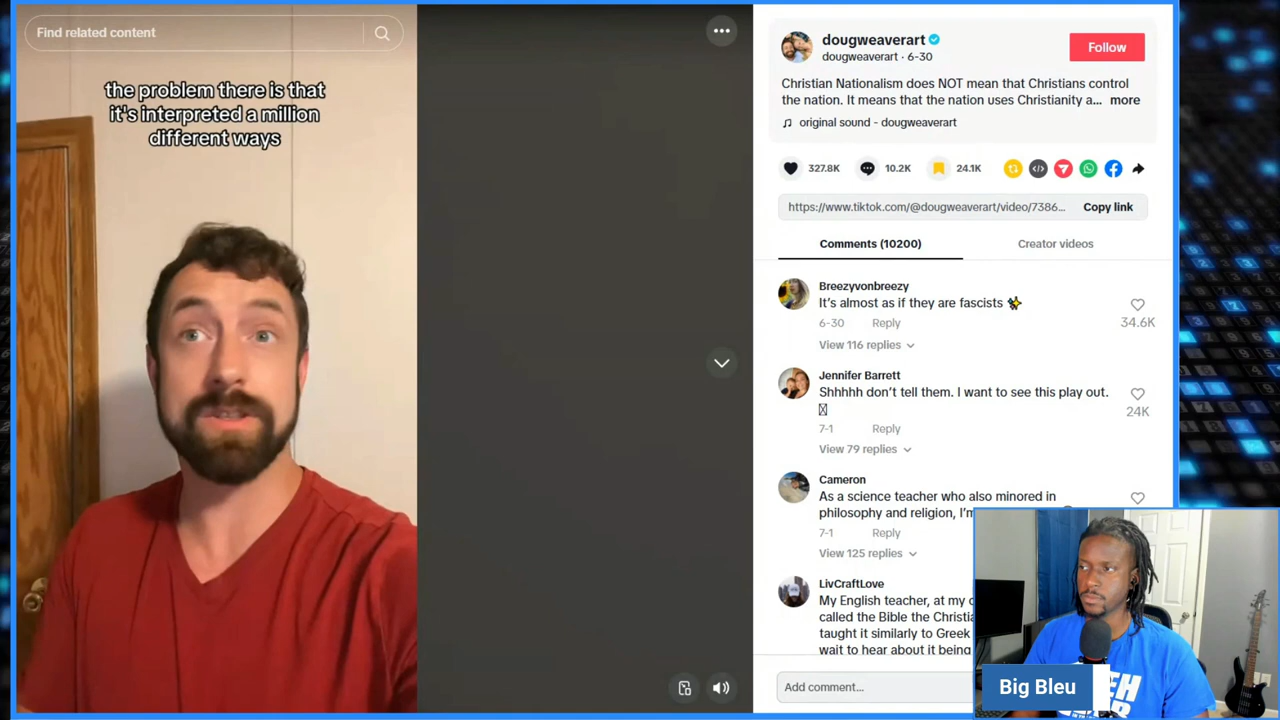 Find related content
the problem there is that
it's interpreted a million
different ways
dougweaverart
dougweaverart · 6-30
Follow
Christian Nationalism does NOT mean that Christians control
the nation. It means that the nation uses Christianity a... more
original sound - dougweaverart
327.8K
10.2K
24.1K
https://www.tiktok.com/@dougweaverart/video/7386...
Copy link
Comments (10200)
Creator videos
Breezyvonbreezy
It's almost as if they are fascists ✨
6-30 Reply
34.6K
View 116 replies
Jennifer Barrett
Shhhhh don't tell them. I want to see this play out.
7-1 Reply
24K
View 79 replies
Cameron
As a science teacher who also minored in
philosophy and religion, I'm
7-1 Reply
View 125 replies
LivCraftLove
My English teacher, at my c
called the Bible the Christia
taught it similarly to Greek
wait to hear about it being
Add comment...
Big Bleu